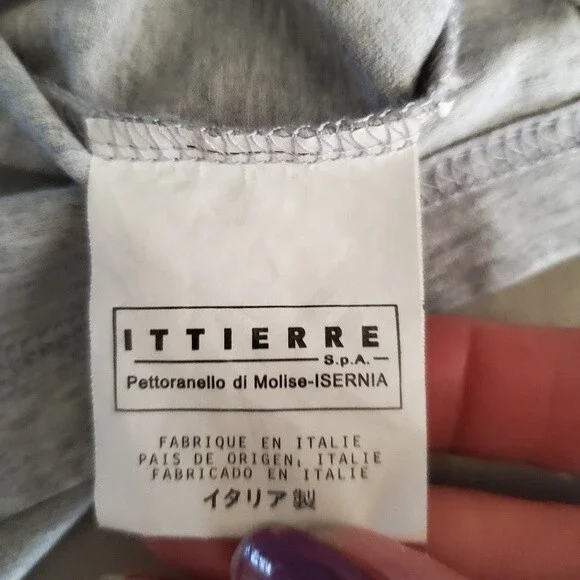 ITTIERRE
S.p.A.
Pettoranello di Molise-ISERNIA
FABRIQUE EN ITALIE
PAIS DE ORIGEN, ITALIE
FABRICADO EN ITALIE
イタリア製